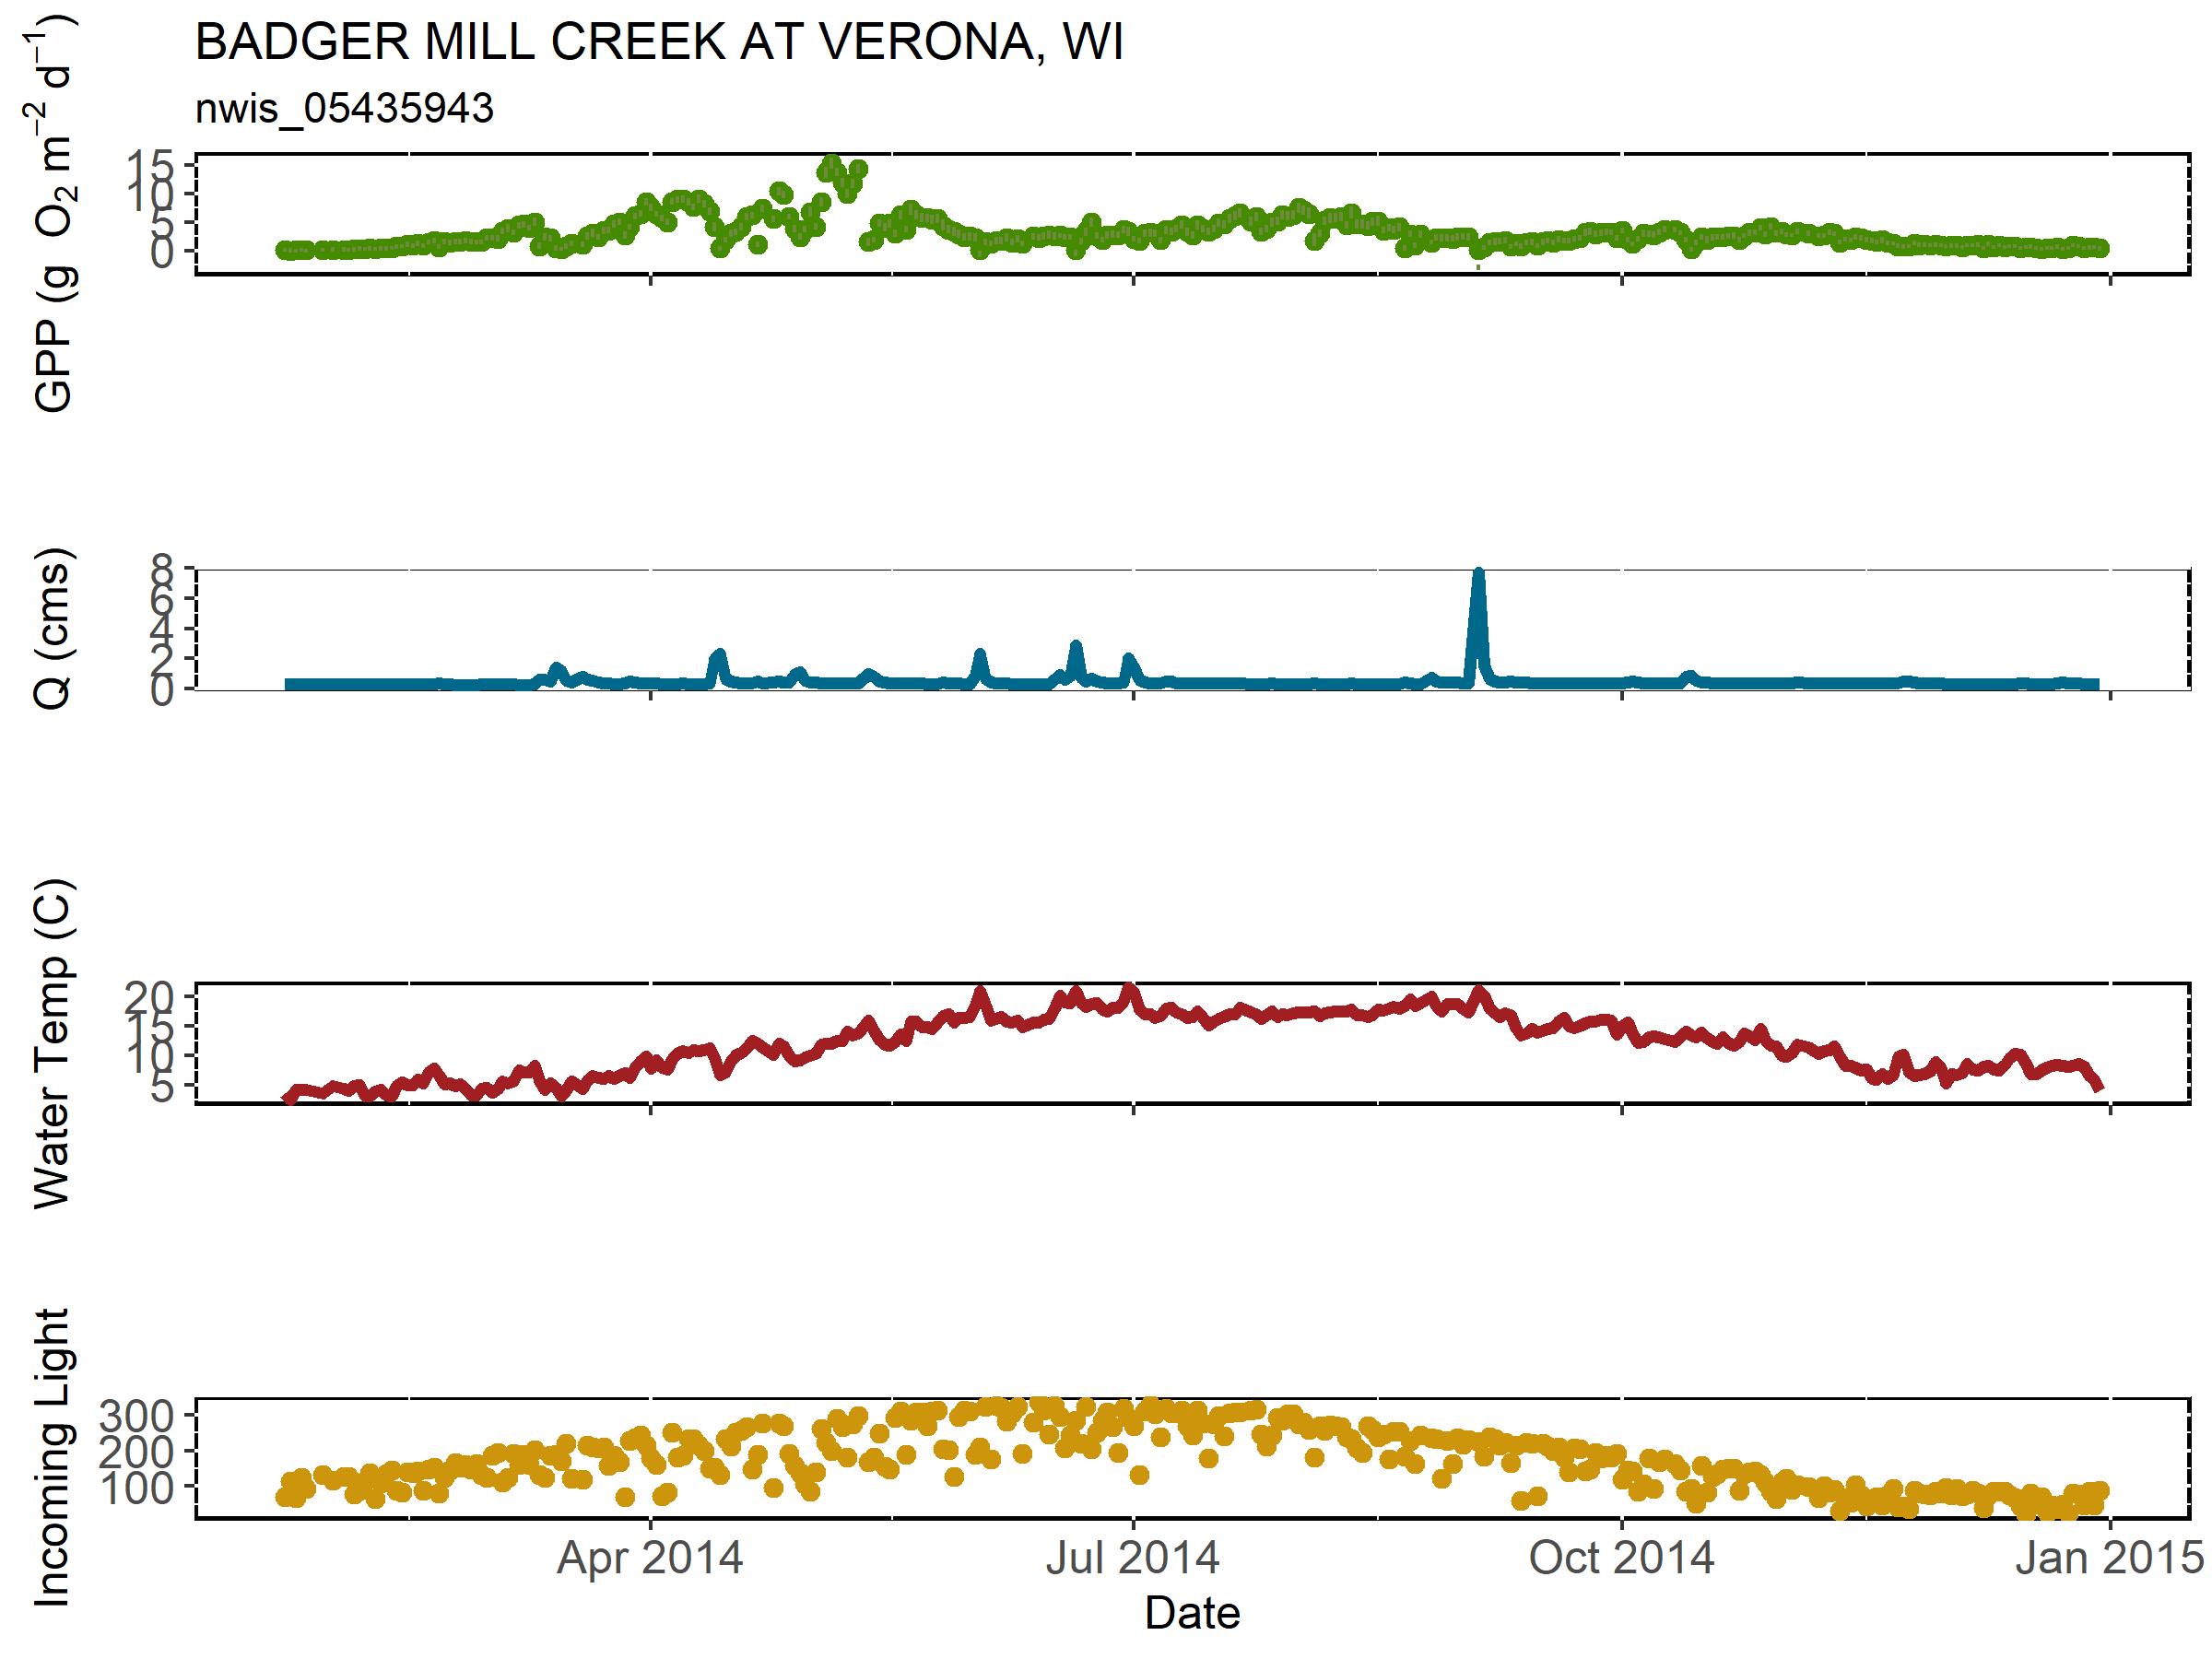 BADGER MILL CREEK AT VERONA, WI
nwis_05435943
GPP (g O₂ m⁻² d⁻¹)
15
10
5
0
Q (cms)
8
6
4
2
0
Water Temp (C)
20
15
10
5
Incoming Light
300
200
100
Apr 2014 Jul 2014 Oct 2014 Jan 2015
Date